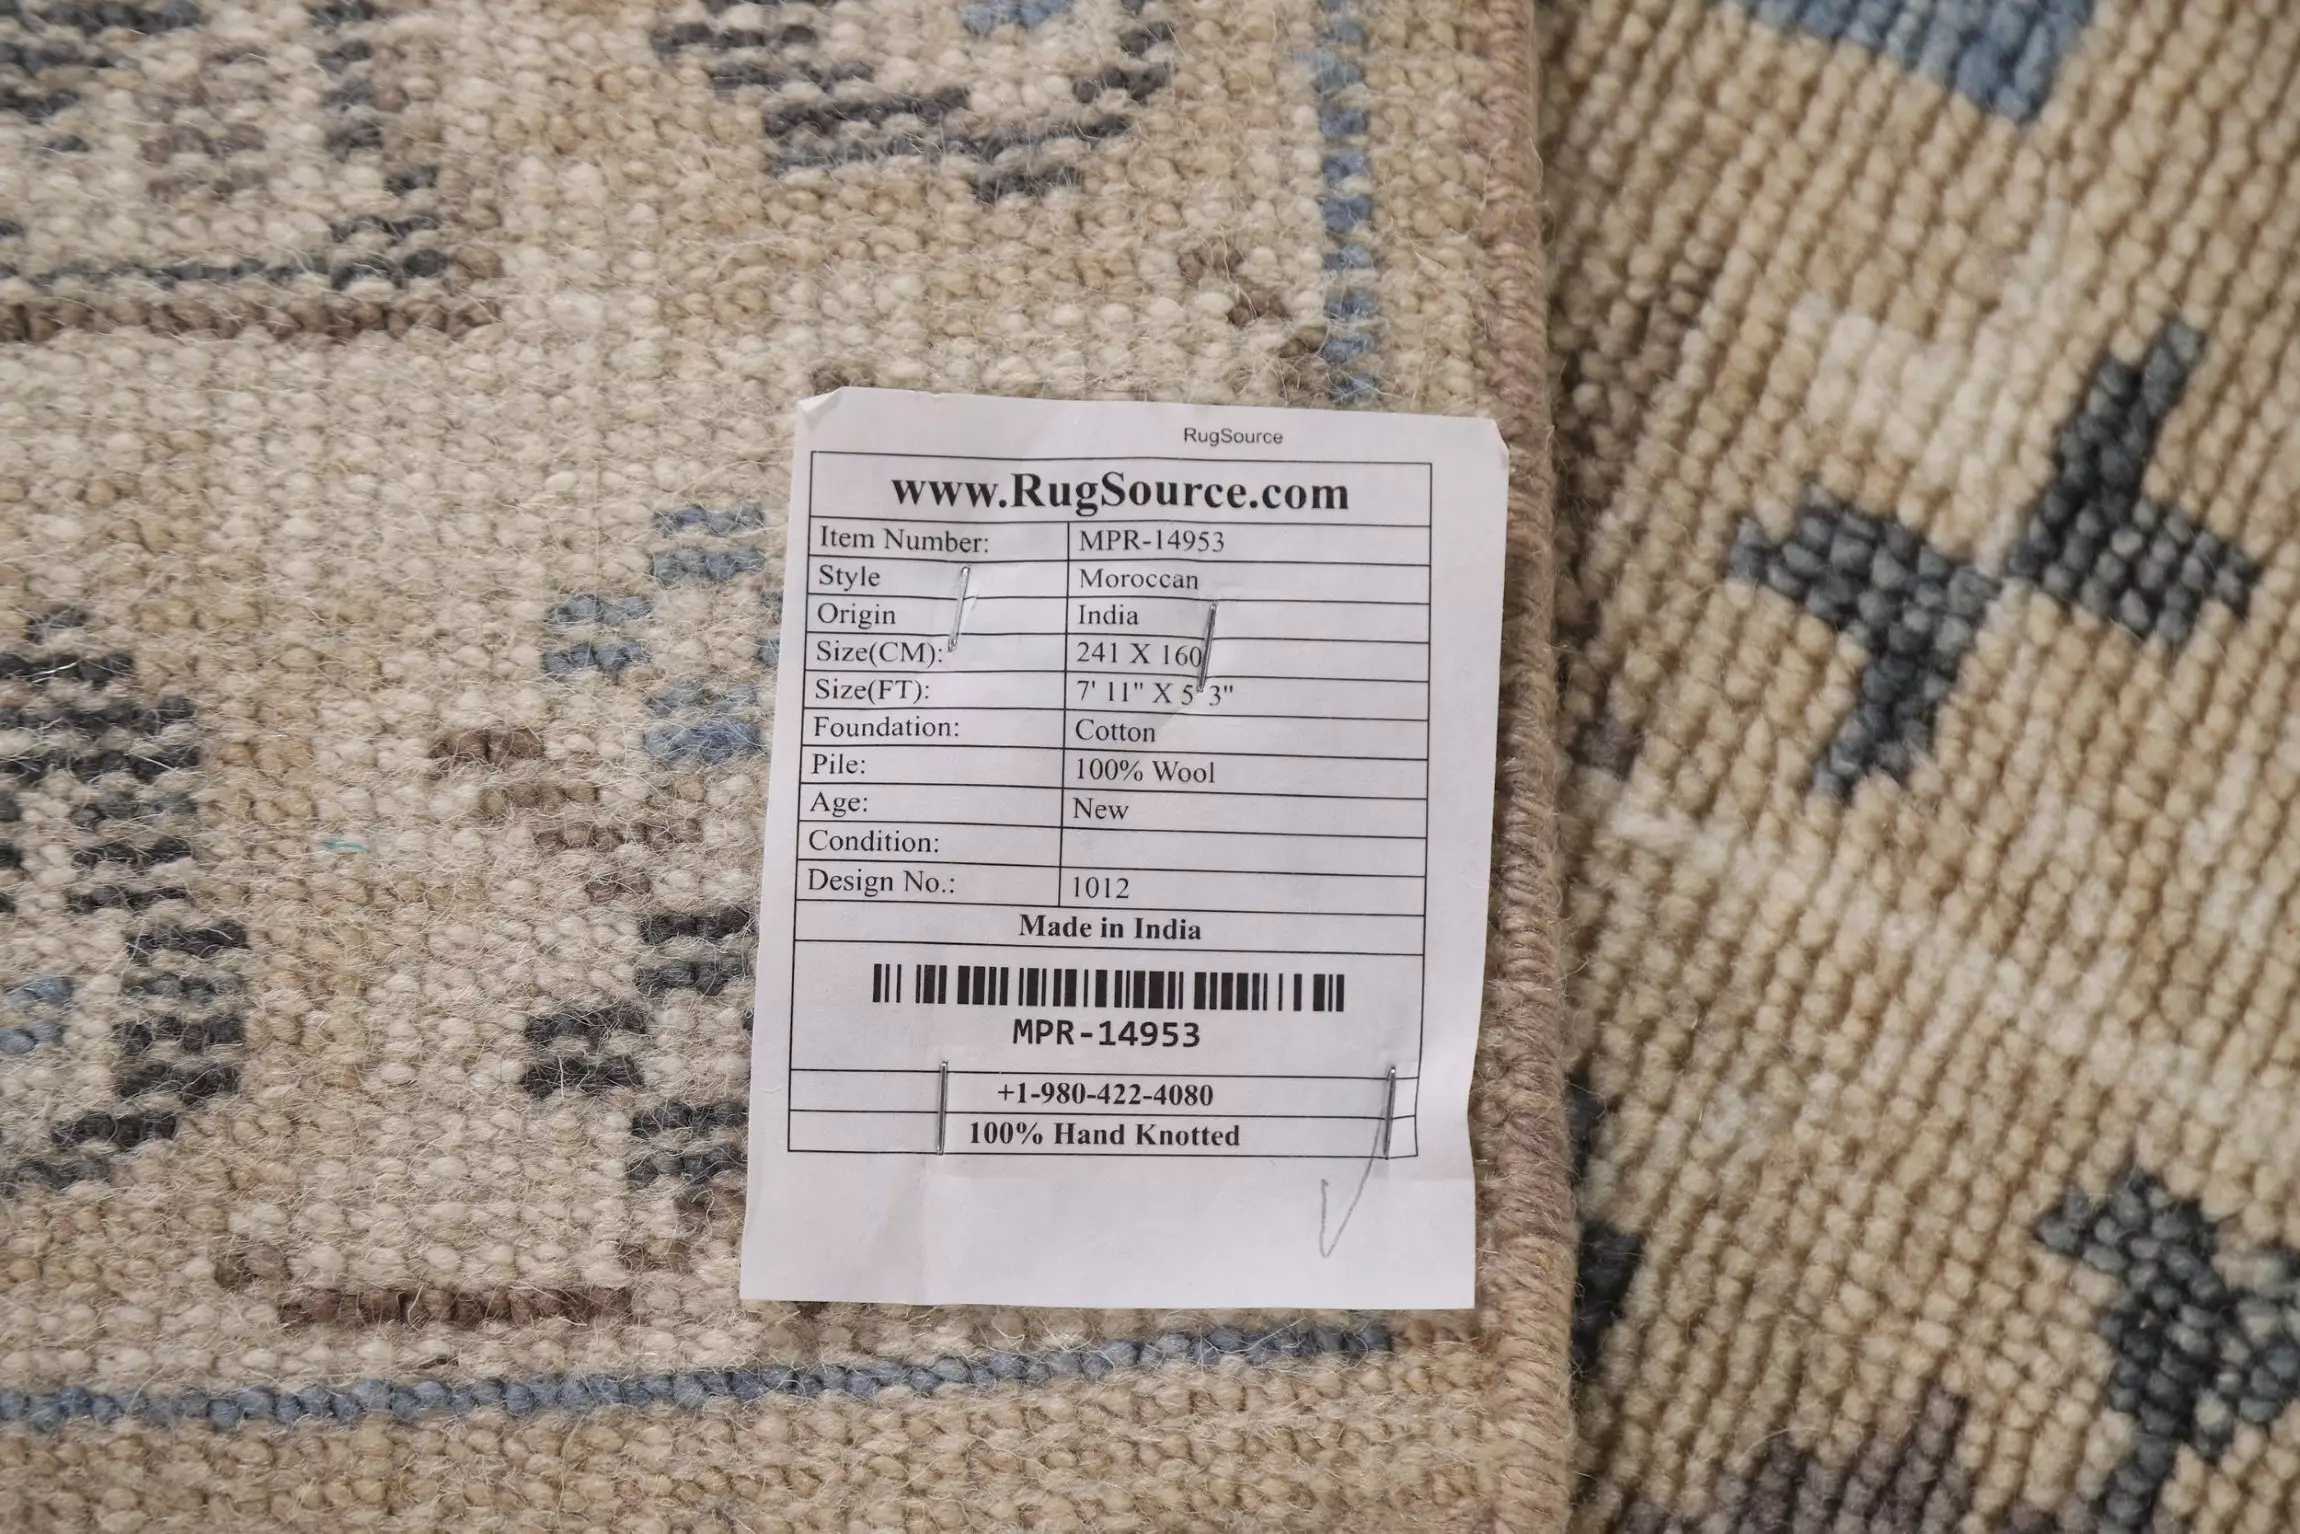 RugSource
www.RugSource.com
Item Number: MPR-14953
Style Moroccan
Origin India
Size(CM): 241 X 160
Size(FT): 7' 11" X 5' 3"
Foundation: Cotton
Pile: 100% Wool
Age: New
Condition:
Design No.: 1012
Made in India
MPR-14953
+1-980-422-4080
100% Hand Knotted